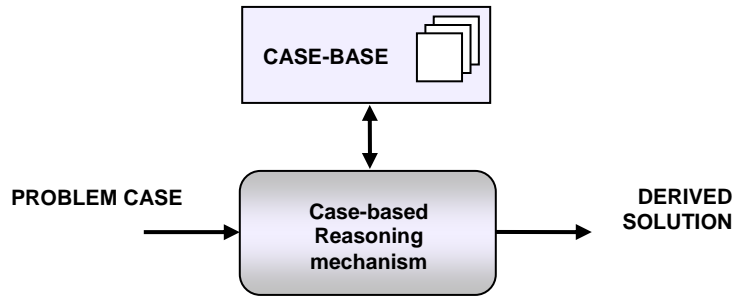 CASE-BASE
PROBLEM CASE
Case-based
Reasoning
mechanism
DERIVED
SOLUTION